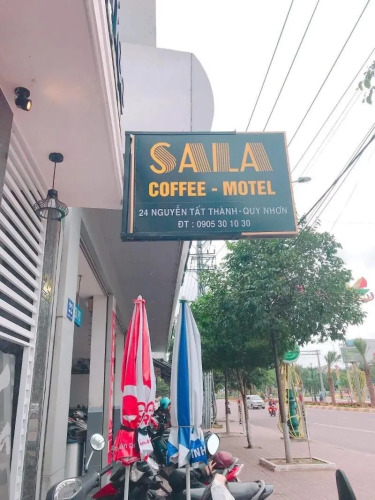 SALA
COFFEE - MOTEL
24 NGUYỄN TẤT THÀNH - QUY NHƠN
ĐT : 0905 30 10 30